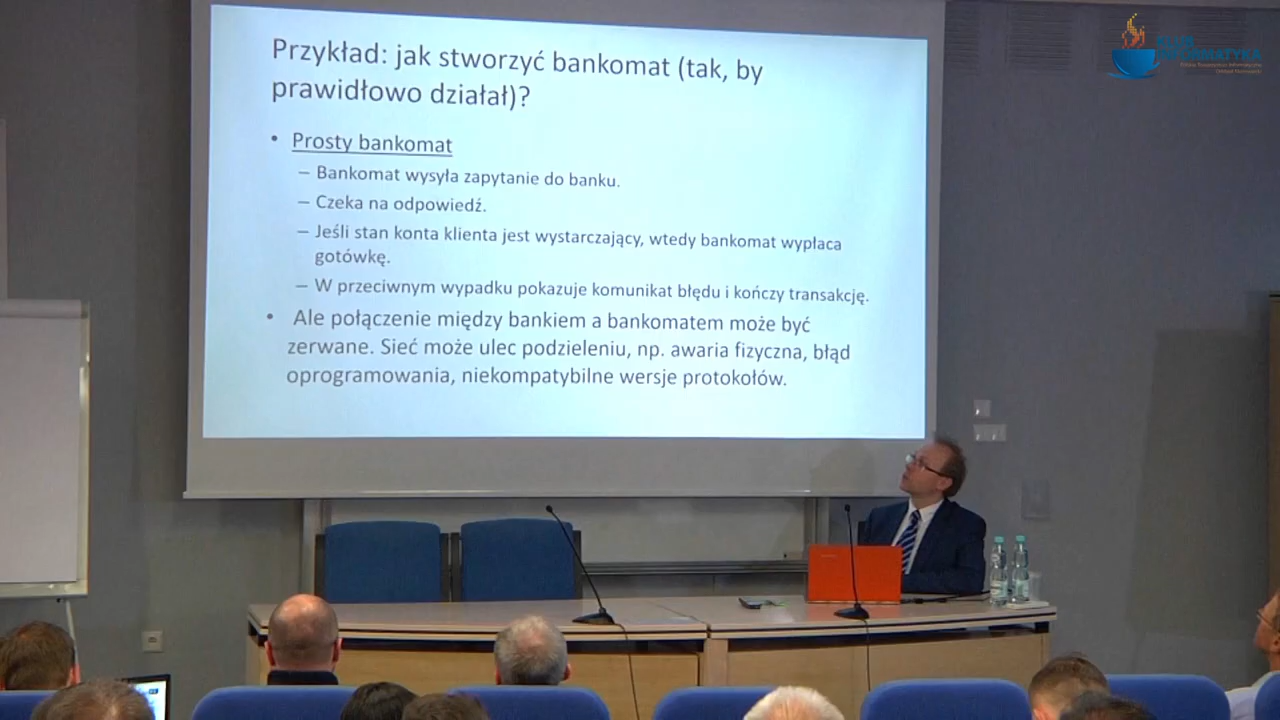 Przykład: jak stworzyć bankomat (tak, by
prawidłowo działał)?
• Prosty bankomat
– Bankomat wysyła zapytanie do banku.
– Czeka na odpowiedź.
– Jeśli stan konta klienta jest wystarczający, wtedy bankomat wypłaca
gotówkę.
– W przeciwnym wypadku pokazuje komunikat błędu i kończy transakcję.
• Ale połączenie między bankiem a bankomatem może być
zerwane. Sieć może ulec podzieleniu, np. awaria fizyczna, błąd
oprogramowania, niekompatybilne wersje protokołów.
KLUB
INFORMATYKA
Polskie Towarzystwo Informatyczne